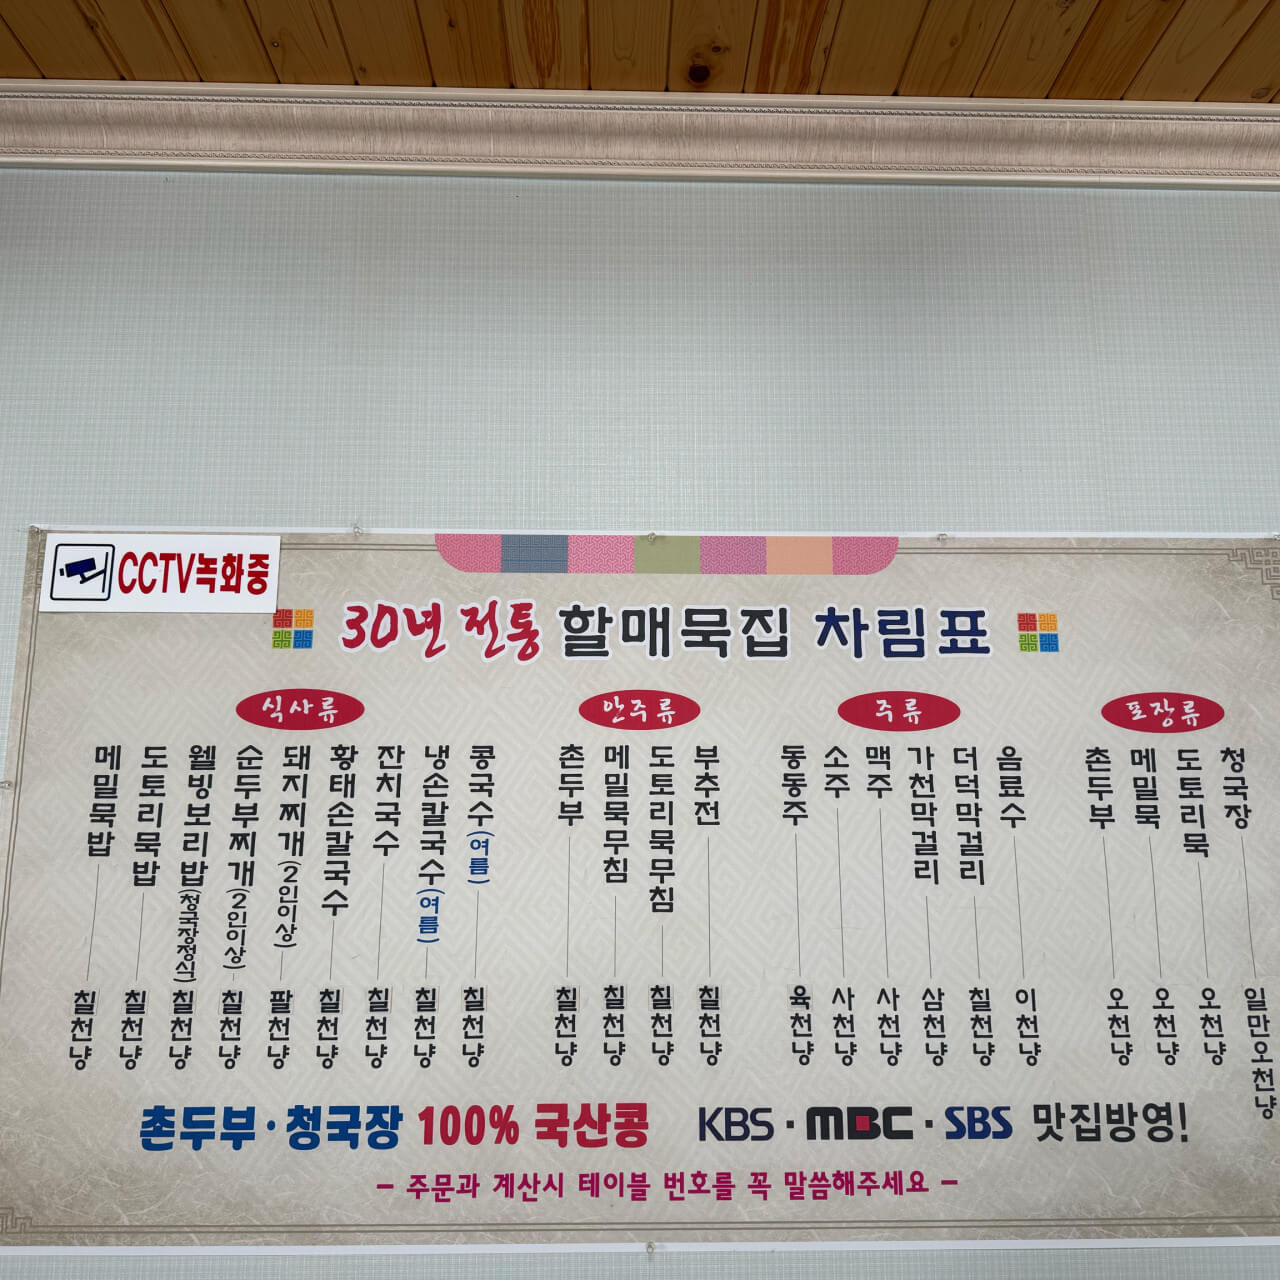 CCTV녹화중
30년 전통 할매묵집 차림표
식사류
메밀묵밥 칠천냥
도토리묵밥 칠천냥
웰빙보리밥(청국장정식) 칠천냥
순두부찌개(2인이상) 칠천냥
돼지찌개(2인이상) 팔천냥
황태손칼국수 칠천냥
잔치국수 칠천냥
냉손칼국수(여름) 칠천냥
콩국수(여름) 칠천냥
안주류
촌두부 칠천냥
메밀묵무침 칠천냥
도토리묵무침 칠천냥
부추전 칠천냥
주류
동동주 육천냥
소주 사천냥
맥주 사천냥
가천막걸리 삼천냥
더덕막걸리 칠천냥
음료수 이천냥
포장류
촌두부 오천냥
메밀묵 오천냥
도토리묵 오천냥
청국장 일만오천냥
촌두부·청국장 100% 국산콩 KBS·MBC·SBS 맛집방영!
- 주문과 계산시 테이블 번호를 꼭 말씀해주세요 -